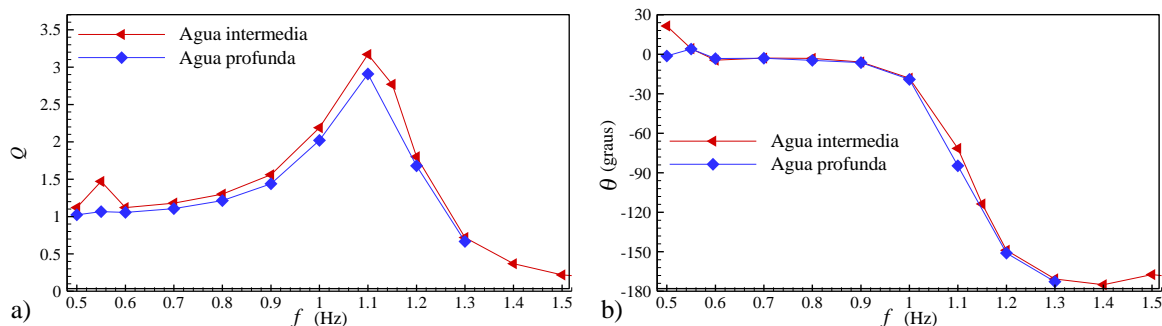 3.5
3
2.5
2
1.5
1
0.5
0
Q
Agua intermedia
Agua profunda
0.5 0.6 0.7 0.8 0.9 1 1.1 1.2 1.3 1.4 1.5
a)
f (Hz)
30
0
-30
-60
-90
-120
-150
-180
θ (graus)
Agua intermedia
Agua profunda
0.5 0.6 0.7 0.8 0.9 1 1.1 1.2 1.3 1.4 1.5
b)
f (Hz)